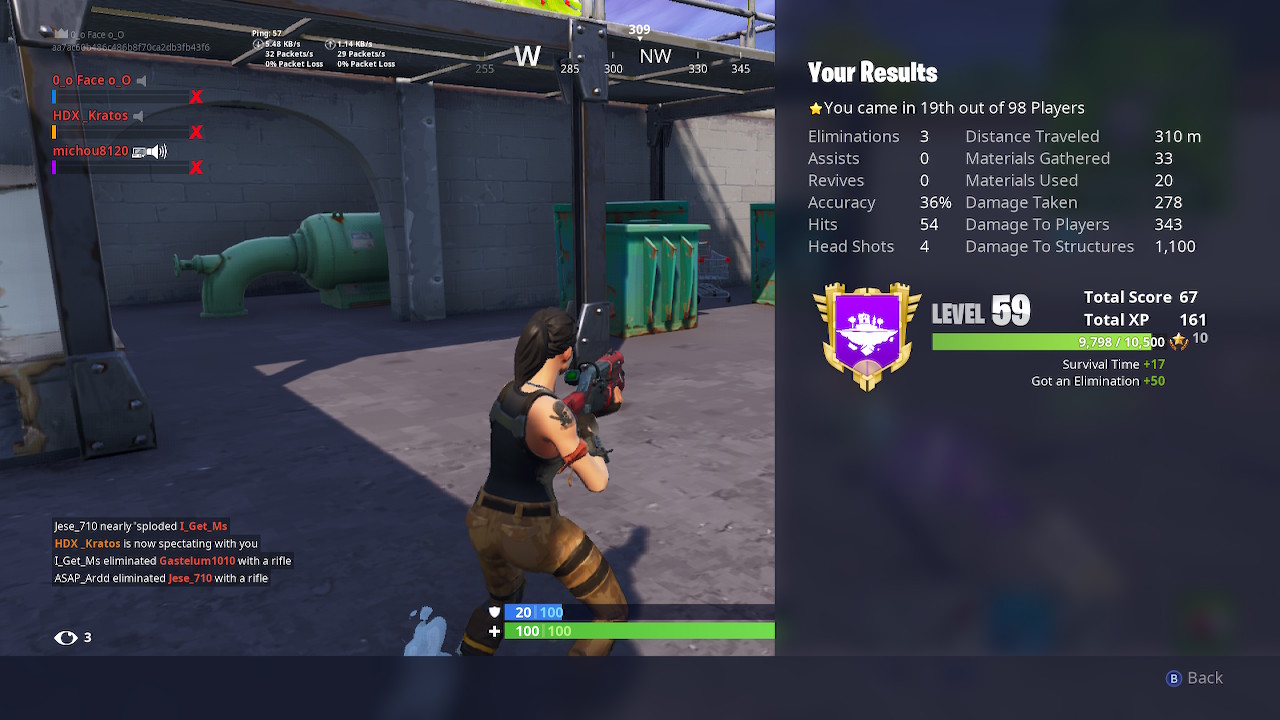 0_o Face o_O
Ping: 57
5.48 KB/s 1.14 KB/s
32 Packets/s 29 Packets/s
0% Packet Loss 0% Packet Loss
309
255 W 285 300 NW 330 345
0_o Face o_O
HDX _Kratos
michou8120
Jese_710 nearly 'sploded I_Get_Ms
HDX _Kratos is now spectating with you
I_Get_Ms eliminated Gastelum1010 with a rifle
ASAP_Ardd eliminated Jese_710 with a rifle
3
20 | 100
100 | 100
Your Results
You came in 19th out of 98 Players
Eliminations 3 Distance Traveled 310 m
Assists 0 Materials Gathered 33
Revives 0 Materials Used 20
Accuracy 36% Damage Taken 278
Hits 54 Damage To Players 343
Head Shots 4 Damage To Structures 1,100
LEVEL 59
Total Score 67
Total XP 161
9,798 / 10,500 10
Survival Time +17
Got an Elimination +50
B Back